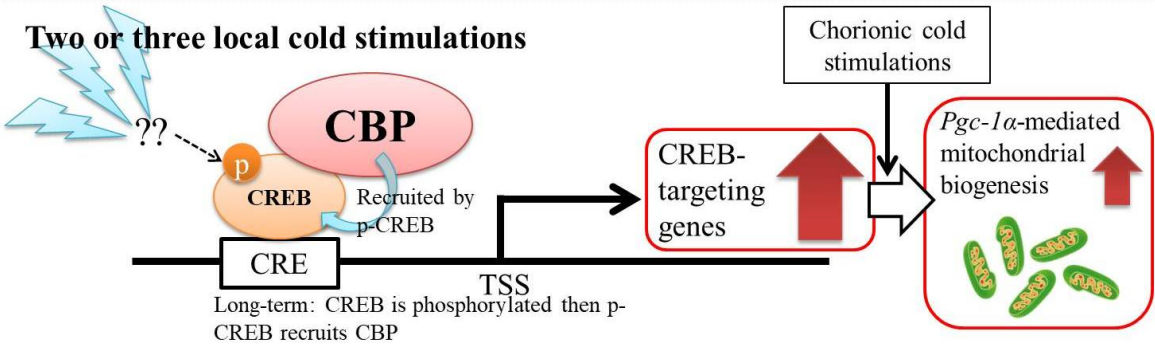 Two or three local cold stimulations
??
p
CREB
CBP
Recruited by
p-CREB
CRE
TSS
Long-term: CREB is phosphorylated then p-
CREB recruits CBP
CREB-
targeting
genes
Chorionic cold
stimulations
Pgc-1α-mediated
mitochondrial
biogenesis